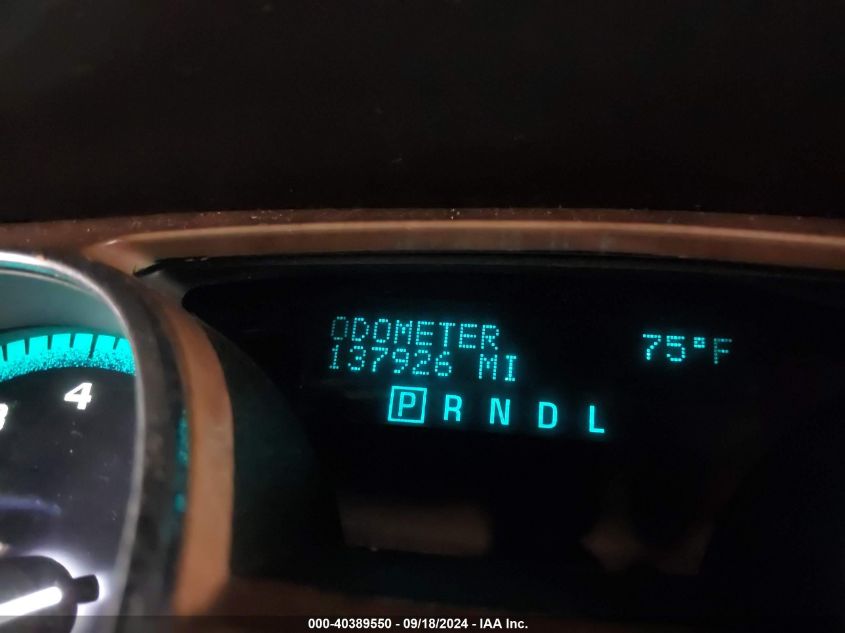 ODOMETER
137926 MI
75°F
P R N D L
4
000-40389550 - 09/18/2024 - IAA Inc.